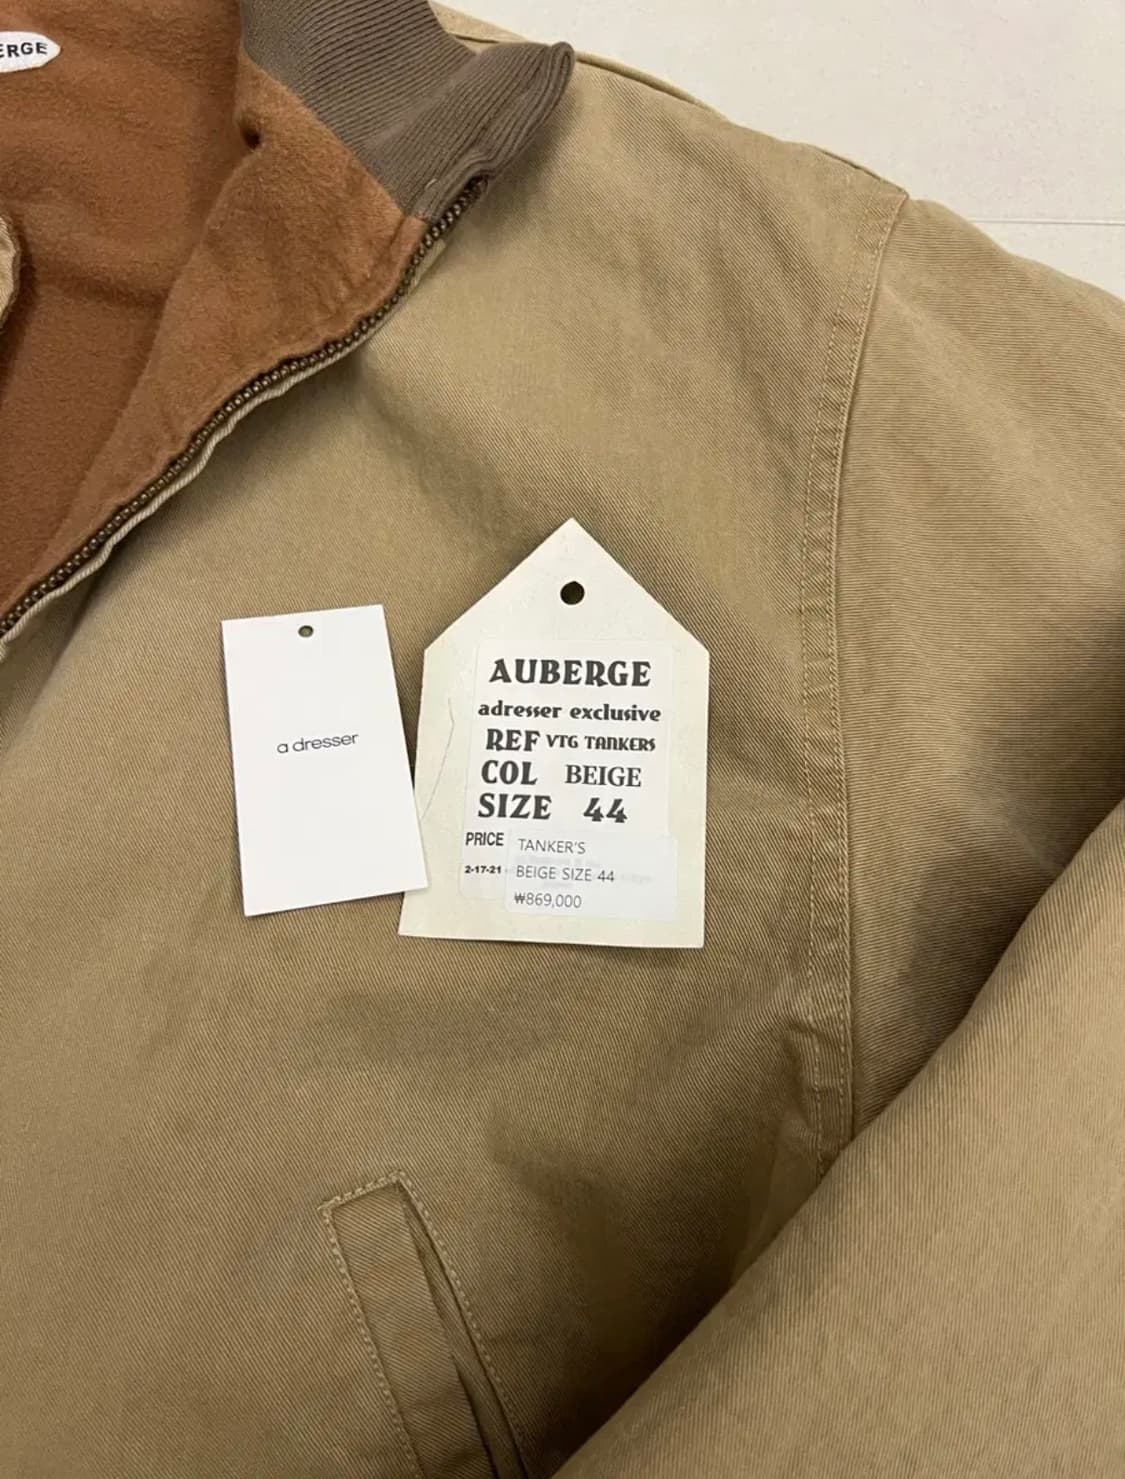 ERGE
a dresser
AUBERGE
adresser exclusive
REF VTG TANKERS
COL BEIGE
SIZE 44
PRICE
2-17-21
TANKER'S
BEIGE SIZE 44
₩869,000